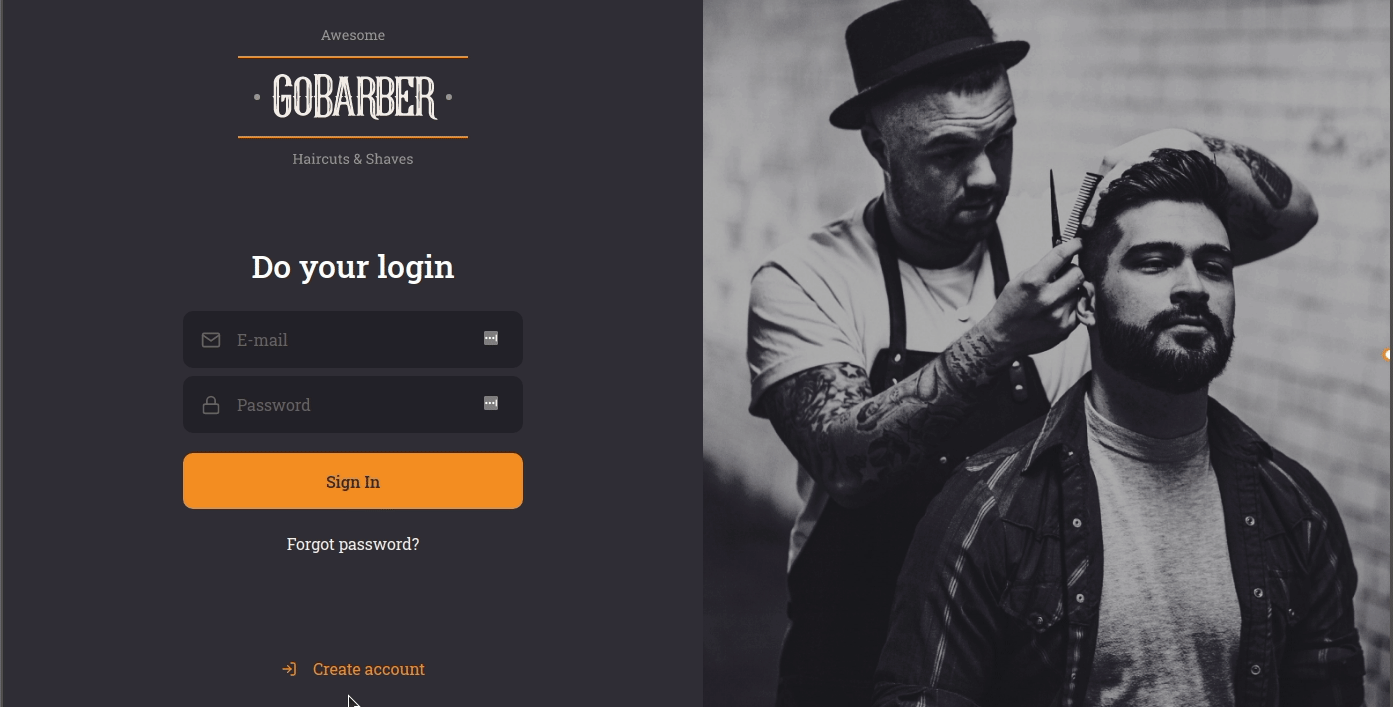 Awesome
GOBARBER
Haircuts & Shaves
Do your login
E-mail
Password
Sign In
Forgot password?
Create account